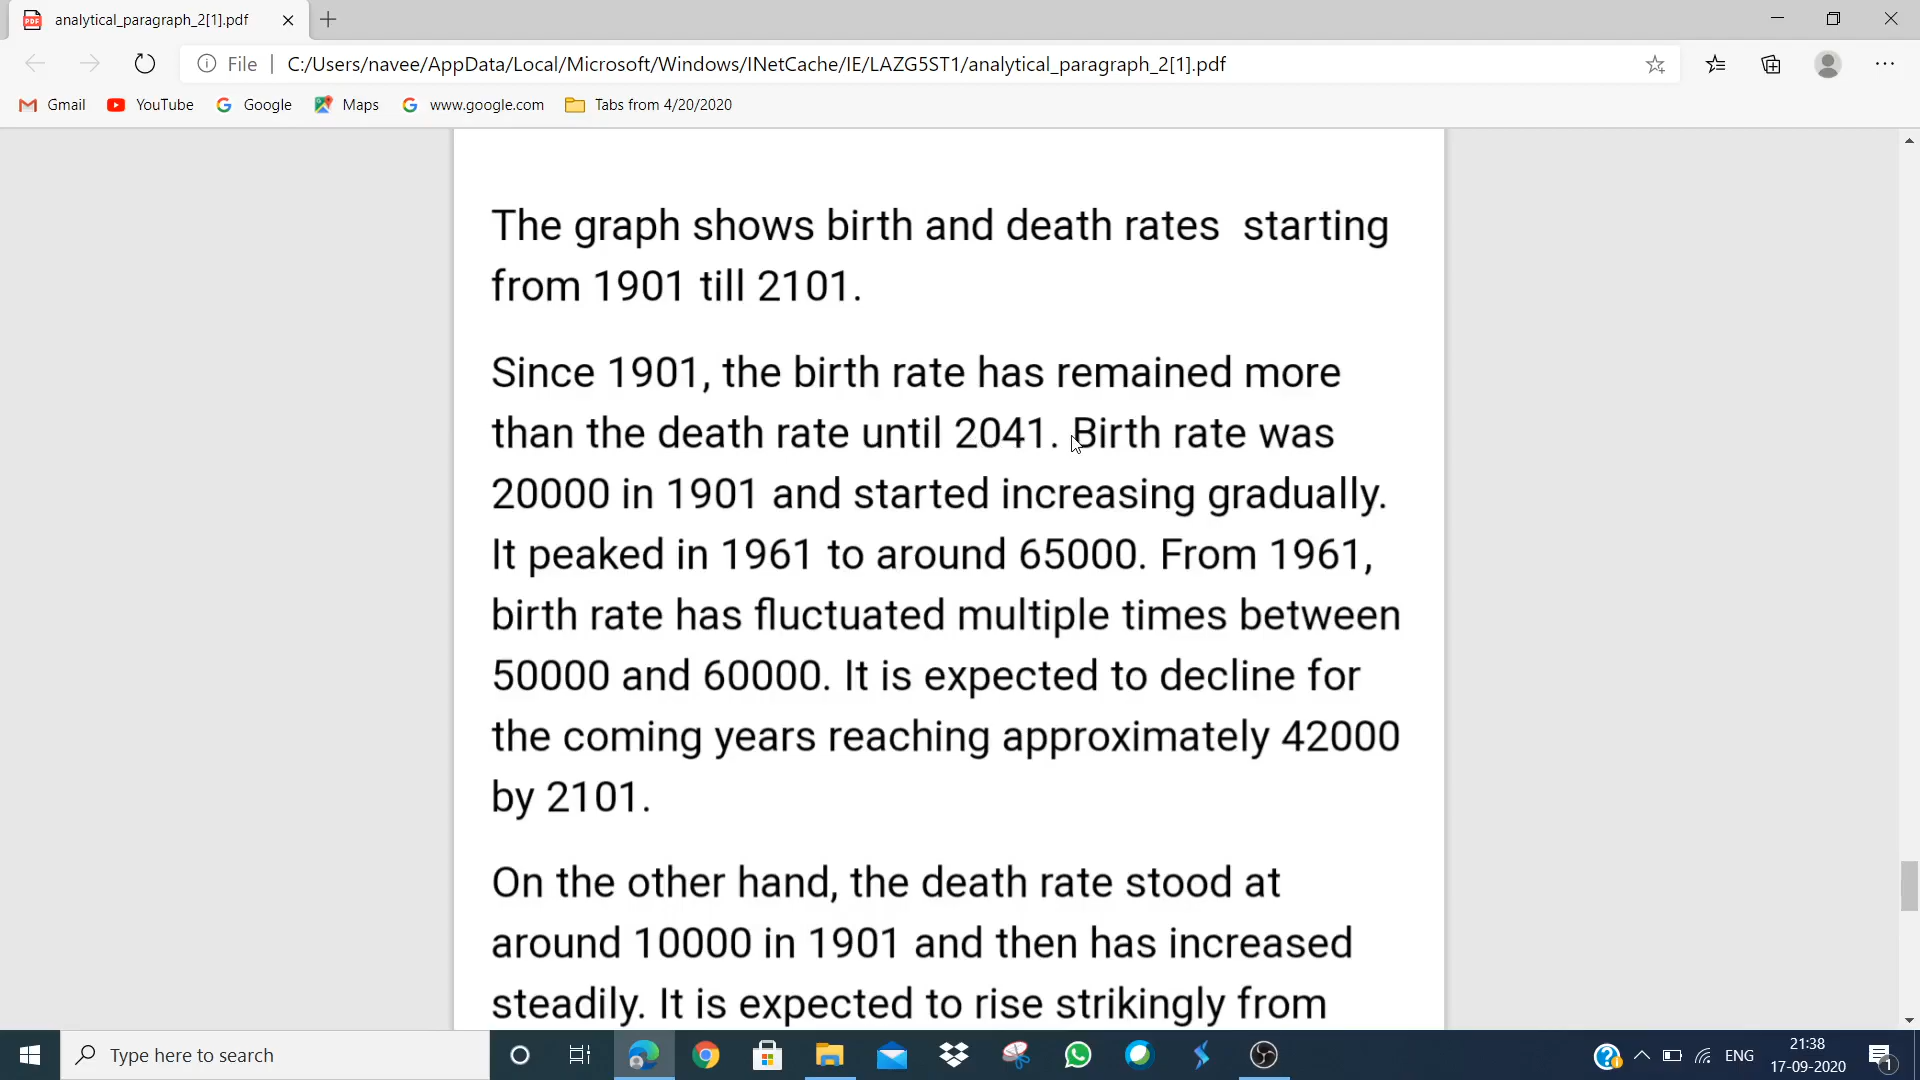 analytical_paragraph_2[1].pdf
File | C:/Users/navee/AppData/Local/Microsoft/Windows/INetCache/IE/LAZG5ST1/analytical_paragraph_2[1].pdf
Gmail YouTube Google Maps www.google.com Tabs from 4/20/2020
The graph shows birth and death rates starting
from 1901 till 2101.
Since 1901, the birth rate has remained more
than the death rate until 2041. Birth rate was
20000 in 1901 and started increasing gradually.
It peaked in 1961 to around 65000. From 1961,
birth rate has fluctuated multiple times between
50000 and 60000. It is expected to decline for
the coming years reaching approximately 42000
by 2101.
On the other hand, the death rate stood at
around 10000 in 1901 and then has increased
steadily. It is expected to rise strikingly from
Type here to search
ENG
21:38
17-09-2020
1